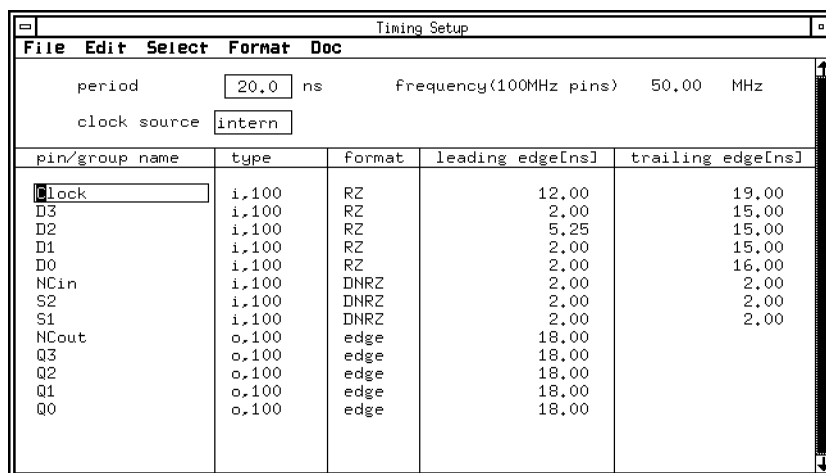 Timing Setup
File Edit Select Format Doc
period 20.0 ns frequency(100MHz pins) 50.00 MHz
clock source intern
pin/group name type format leading edge[ns] trailing edge[ns]
Clock i,100 RZ 12.00 19.00
D3 i,100 RZ 2.00 15.00
D2 i,100 RZ 5.25 15.00
D1 i,100 RZ 2.00 15.00
D0 i,100 RZ 2.00 16.00
NCin i,100 DNRZ 2.00 2.00
S2 i,100 DNRZ 2.00 2.00
S1 i,100 DNRZ 2.00 2.00
NCout o,100 edge 18.00
Q3 o,100 edge 18.00
Q2 o,100 edge 18.00
Q1 o,100 edge 18.00
Q0 o,100 edge 18.00